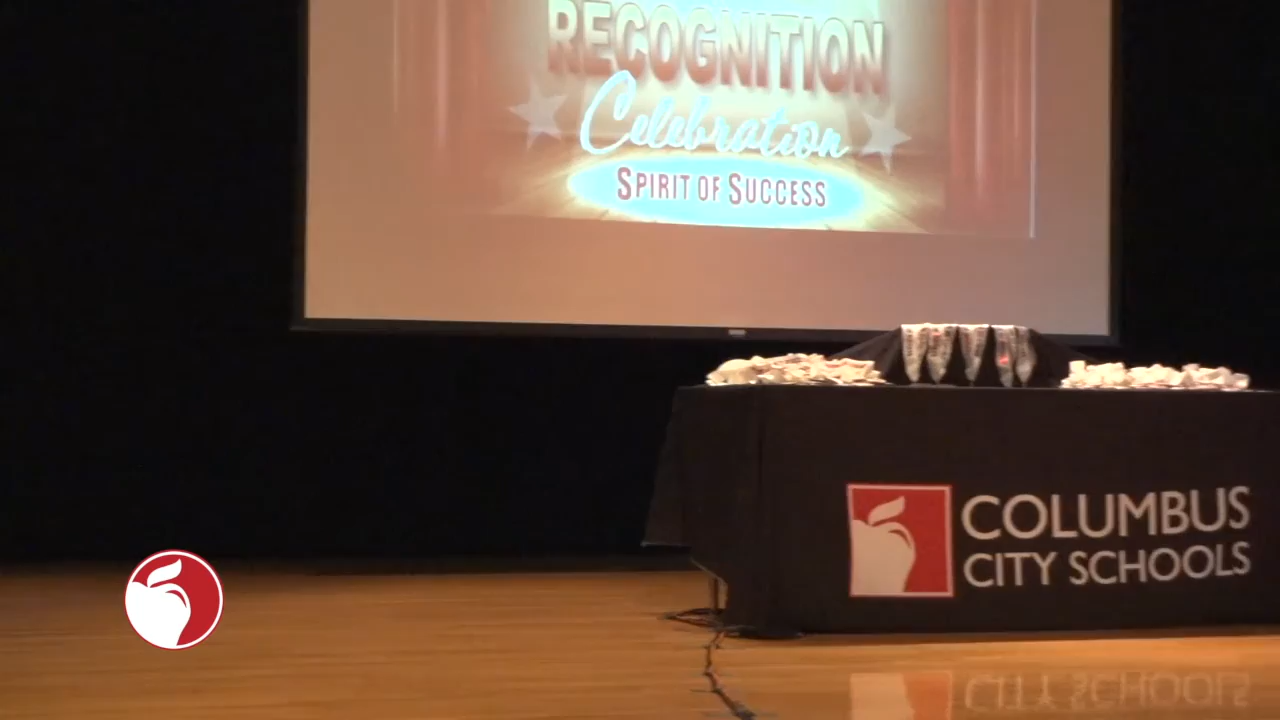 RECOGNITION
Celebration
SPIRIT OF SUCCESS
COLUMBUS
CITY SCHOOLS